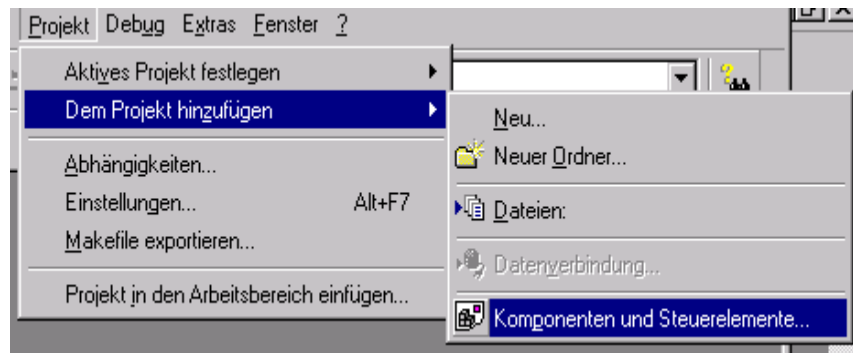 Projekt Debug Extras Fenster ?
Aktives Projekt festlegen
Dem Projekt hinzufügen
Abhängigkeiten...
Einstellungen... Alt+F7
Makefile exportieren...
Projekt in den Arbeitsbereich einfügen...
Neu...
Neuer Ordner...
Dateien:
Datenverbindung...
Komponenten und Steuerelemente...